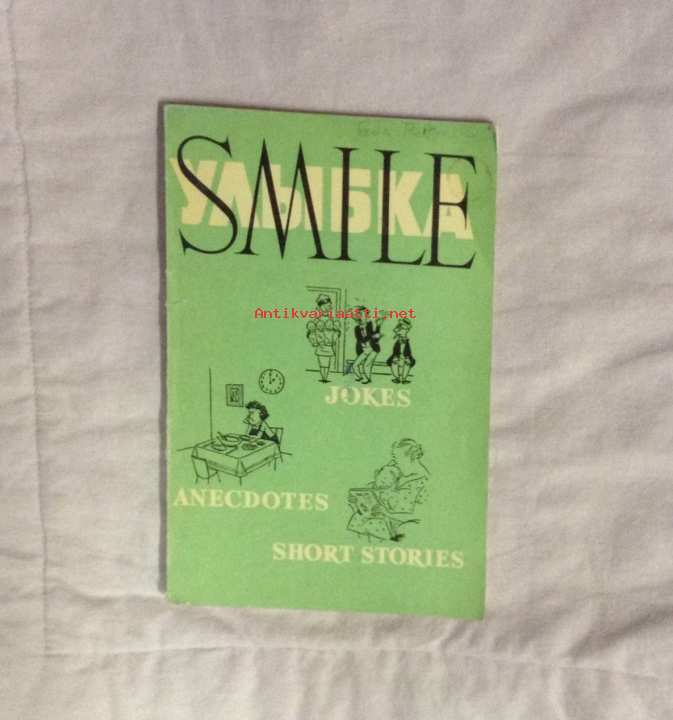 УЛЫБКА
SMILE
Antikvariaatti.net
JOKES
ANECDOTES
SHORT STORIES